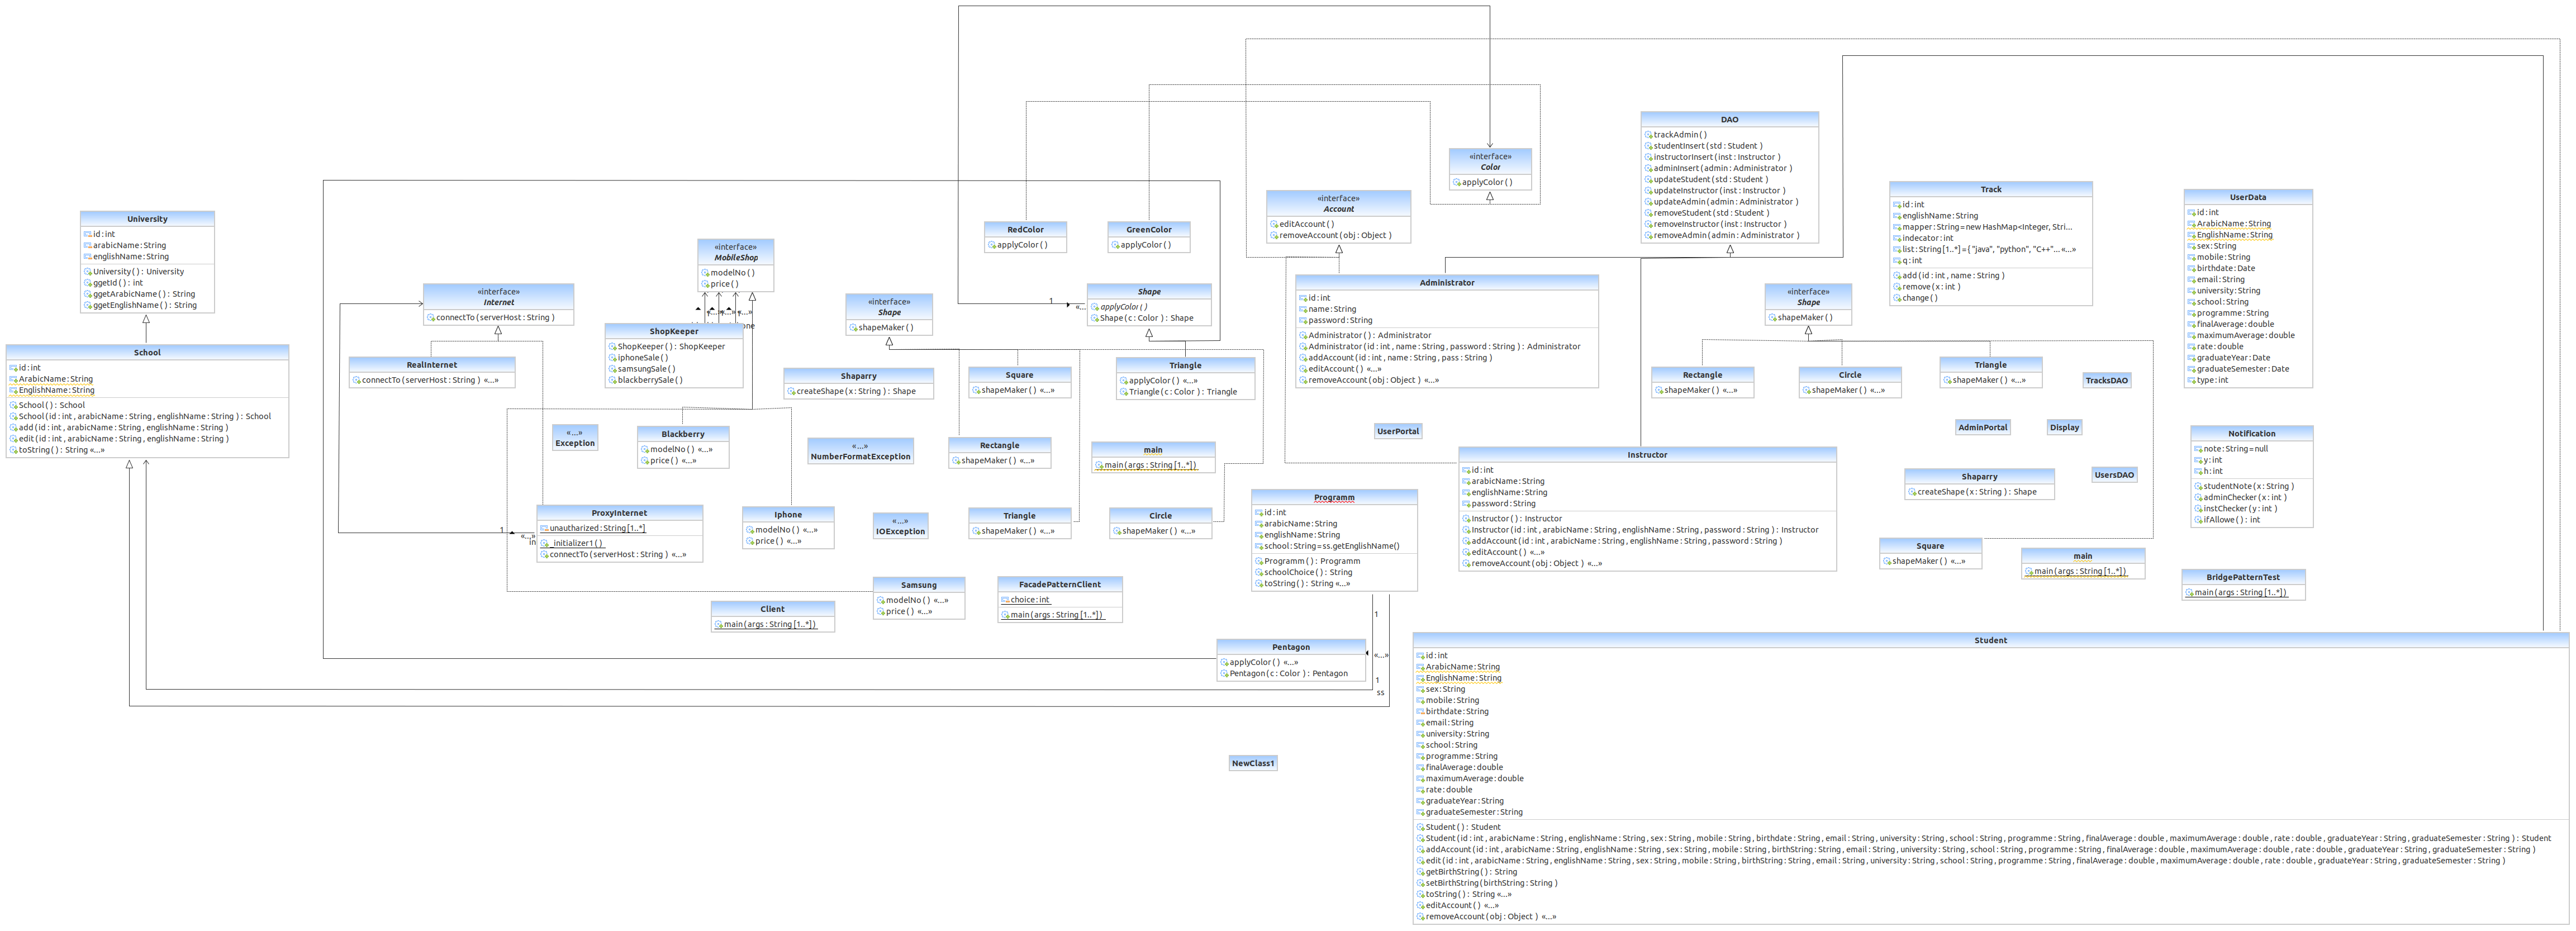 University
id : int
arabicName : String
englishName : String
University ( ) : University
ggetId ( ) : int
ggetArabicName ( ) : String
ggetEnglishName ( ) : String
School
id : int
ArabicName : String
EnglishName : String
School ( ) : School
School ( id : int , arabicName : String , englishName : String ) : School
add ( id : int , arabicName : String , englishName : String )
edit ( id : int , arabicName : String , englishName : String )
toString ( ) : String «...»
«interface»
Internet
connectTo ( serverHost : String )
RealInternet
connectTo ( serverHost : String ) «...»
ProxyInternet
unautharized : String [1..*]
_initializer1 ( )
connectTo ( serverHost : String ) «...»
1
«...»
in
«interface»
MobileShop
modelNo ( )
price ( )
«...»
«...»
ShopKeeper
ShopKeeper ( ) : ShopKeeper
iphoneSale ( )
samsungSale ( )
blackberrySale ( )
«...»
Exception
Blackberry
modelNo ( ) «...»
price ( ) «...»
Iphone
modelNo ( ) «...»
price ( ) «...»
Samsung
modelNo ( ) «...»
price ( ) «...»
Client
main ( args : String [1..*] )
«...»
NumberFormatException
«...»
IOException
FacadePatternClient
choice : int
main ( args : String [1..*] )
«interface»
Shape
shapeMaker ( )
Shaparry
createShape ( x : String ) : Shape
Square
shapeMaker ( ) «...»
Rectangle
shapeMaker ( ) «...»
Triangle
shapeMaker ( ) «...»
Circle
shapeMaker ( ) «...»
main
main ( args : String [1..*] )
RedColor
applyColor ( )
GreenColor
applyColor ( )
«interface»
Color
applyColor ( )
1
«...»
Shape
applyColor ( )
Shape ( c : Color ) : Shape
Triangle
applyColor ( ) «...»
Triangle ( c : Color ) : Triangle
Pentagon
applyColor ( ) «...»
Pentagon ( c : Color ) : Pentagon
Programm
id : int
arabicName : String
englishName : String
school : String = ss.getEnglishName()
Programm ( ) : Programm
schoolChoice ( ) : String
toString ( ) : String «...»
1
«...»
1
ss
NewClass1
«interface»
Account
editAccount ( )
removeAccount ( obj : Object )
DAO
trackAdmin ( )
studentInsert ( std : Student )
instructorInsert ( inst : Instructor )
adminInsert ( admin : Administrator )
updateStudent ( std : Student )
updateInstructor ( inst : Instructor )
updateAdmin ( admin : Administrator )
removeStudent ( std : Student )
removeInstructor ( inst : Instructor )
removeAdmin ( admin : Administrator )
Administrator
id : int
name : String
password : String
Administrator ( ) : Administrator
Administrator ( id : int , name : String , password : String ) : Administrator
addAccount ( id : int , name : String , pass : String )
editAccount ( ) «...»
removeAccount ( obj : Object ) «...»
UserPortal
Instructor
id : int
arabicName : String
englishName : String
password : String
Instructor ( ) : Instructor
Instructor ( id : int , arabicName : String , englishName : String , password : String ) : Instructor
addAccount ( id : int , arabicName : String , englishName : String , password : String )
editAccount ( ) «...»
removeAccount ( obj : Object ) «...»
Track
id : int
englishName : String
mapper : String = new HashMap<Integer, Stri...
indecator : int
list : String [1..*] = { "java", "python", "C++"... «...»
q : int
add ( id : int , name : String )
remove ( x : int )
change ( )
«interface»
Shape
shapeMaker ( )
Rectangle
shapeMaker ( ) «...»
Circle
shapeMaker ( ) «...»
Triangle
shapeMaker ( ) «...»
TracksDAO
AdminPortal
Display
Shaparry
createShape ( x : String ) : Shape
UsersDAO
Square
shapeMaker ( ) «...»
main
main ( args : String [1..*] )
UserData
id : int
ArabicName : String
EnglishName : String
sex : String
mobile : String
birthdate : Date
email : String
university : String
school : String
programme : String
finalAverage : double
maximumAverage : double
rate : double
graduateYear : Date
graduateSemester : Date
type : int
Notification
note : String = null
y : int
h : int
studentNote ( x : String )
adminChecker ( x : int )
instChecker ( y : int )
ifAllowe ( ) : int
BridgePatternTest
main ( args : String [1..*] )
Student
id : int
ArabicName : String
EnglishName : String
sex : String
mobile : String
birthdate : String
email : String
university : String
school : String
programme : String
finalAverage : double
maximumAverage : double
rate : double
graduateYear : String
graduateSemester : String
Student ( ) : Student
Student ( id : int , arabicName : String , englishName : String , sex : String , mobile : String , birthdate : String , email : String , university : String , school : String , programme : String , finalAverage : double , maximumAverage : double , rate : double , graduateYear : String , graduateSemester : String ) : Student
addAccount ( id : int , arabicName : String , englishName : String , sex : String , mobile : String , birthString : String , email : String , university : String , school : String , programme : String , finalAverage : double , maximumAverage : double , rate : double , graduateYear : String , graduateSemester : String )
edit ( id : int , arabicName : String , englishName : String , sex : String , mobile : String , birthString : String , email : String , university : String , school : String , programme : String , finalAverage : double , maximumAverage : double , rate : double , graduateYear : String , graduateSemester : String )
getBirthString ( ) : String
setBirthString ( birthString : String )
toString ( ) : String «...»
editAccount ( ) «...»
removeAccount ( obj : Object ) «...»